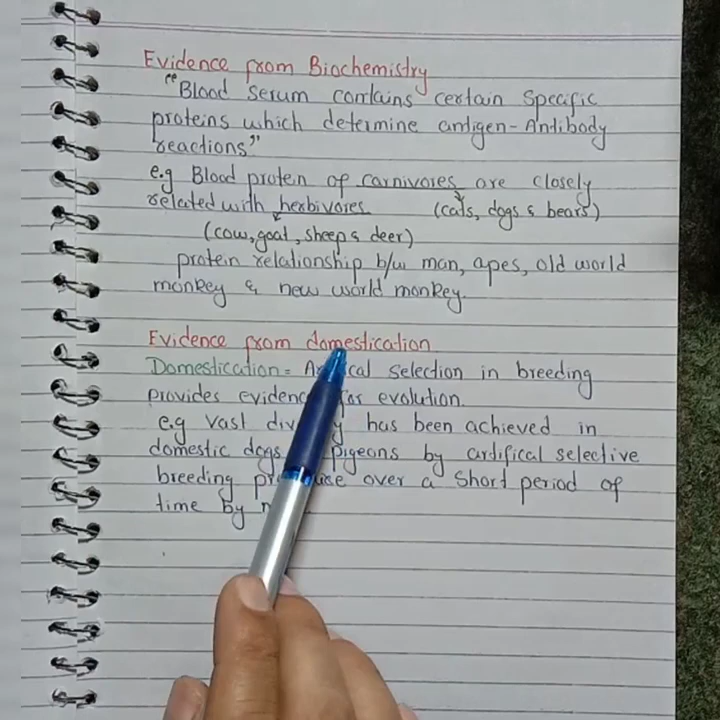 Evidence from Biochemistry
"Blood Serum contains certain Specific
proteins which determine antigen-Antibody
reactions"
e.g Blood protein of carnivores are closely
related with herbivores (cats, dogs & bears)
(cow, goat, sheep & deer)
protein relationship b/w man, apes, old world
monkey & new world monkey.
Evidence from domestication
Domestication = selection in breeding
provides evolution.
e.g vast has been achieved in
domestic dogs pigeons by artifical selective
breeding over a short period of
time by